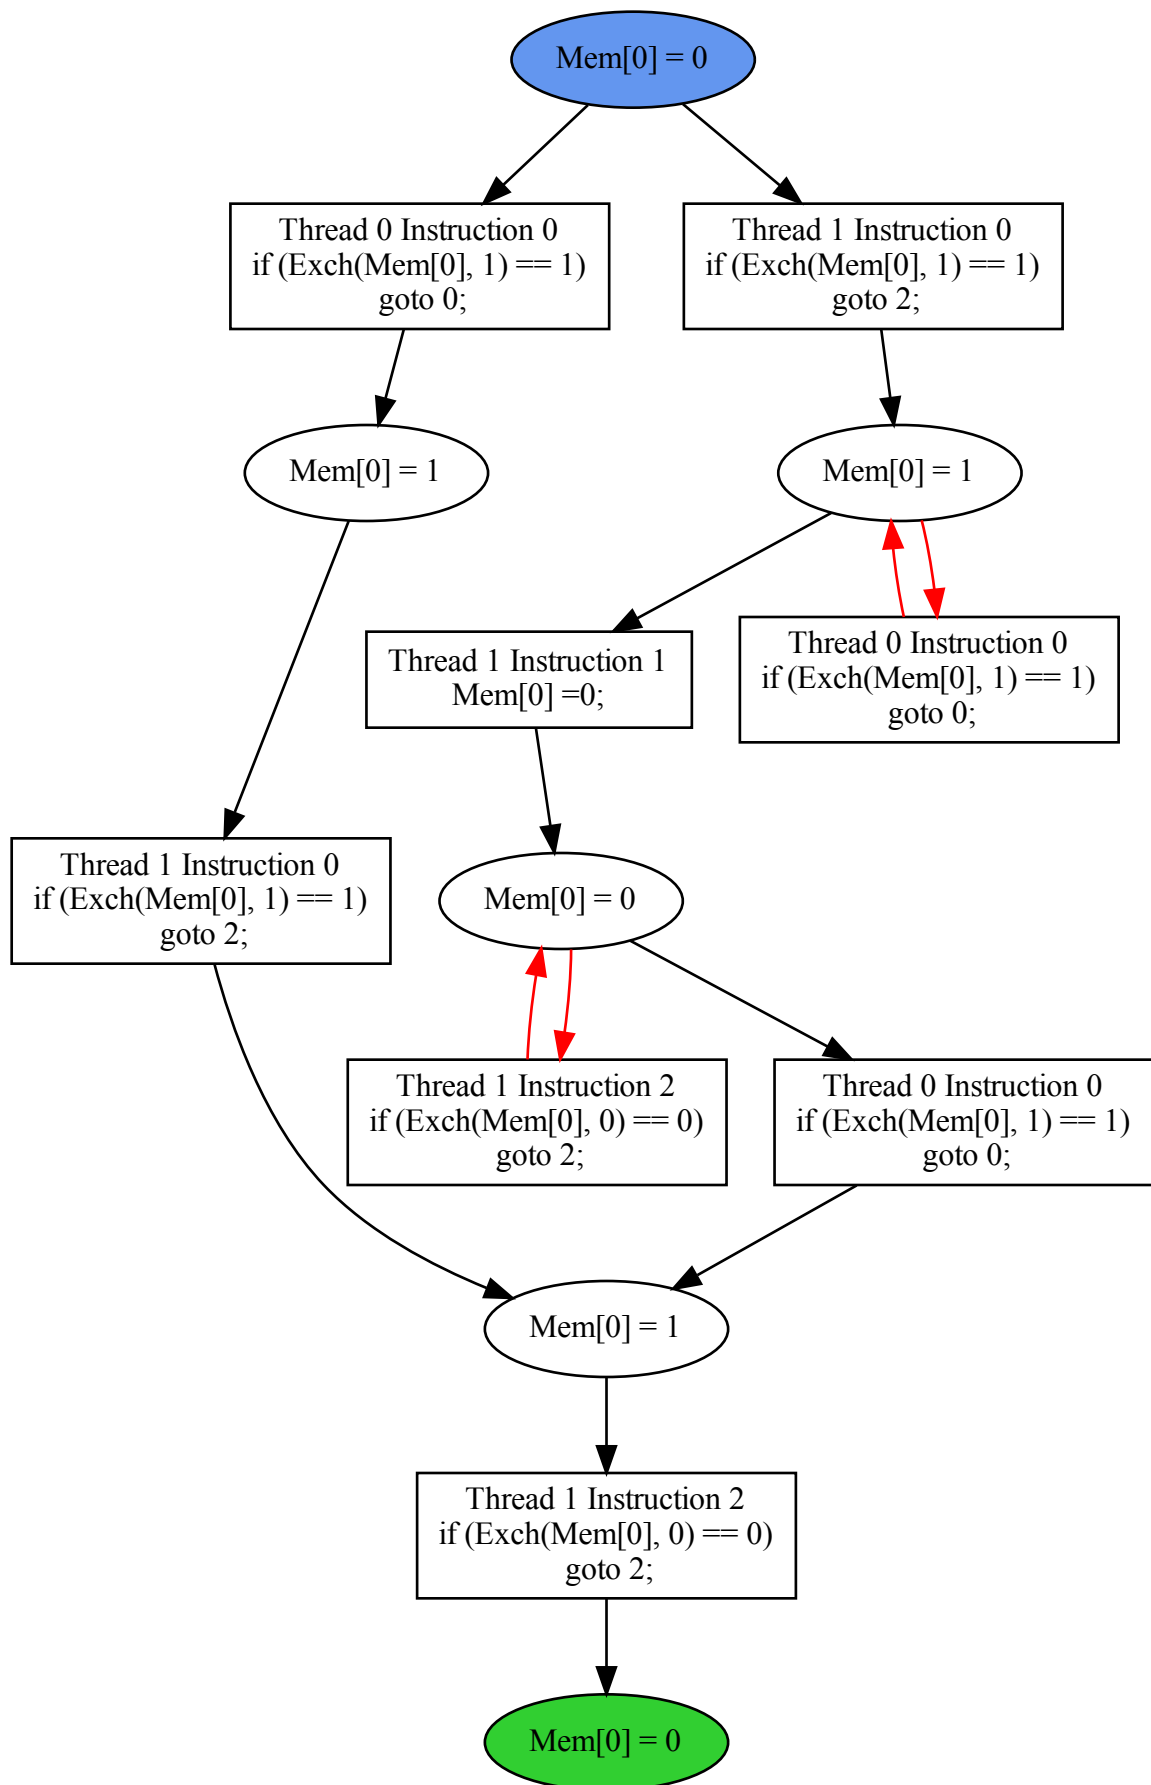 Mem[0] = 0
Thread 0 Instruction 0
if (Exch(Mem[0], 1) == 1)
goto 0;
Thread 1 Instruction 0
if (Exch(Mem[0], 1) == 1)
goto 2;
Mem[0] = 1
Mem[0] = 1
Thread 1 Instruction 1
Mem[0] =0;
Thread 0 Instruction 0
if (Exch(Mem[0], 1) == 1)
goto 0;
Thread 1 Instruction 0
if (Exch(Mem[0], 1) == 1)
goto 2;
Mem[0] = 0
Thread 1 Instruction 2
if (Exch(Mem[0], 0) == 0)
goto 2;
Thread 0 Instruction 0
if (Exch(Mem[0], 1) == 1)
goto 0;
Mem[0] = 1
Thread 1 Instruction 2
if (Exch(Mem[0], 0) == 0)
goto 2;
Mem[0] = 0